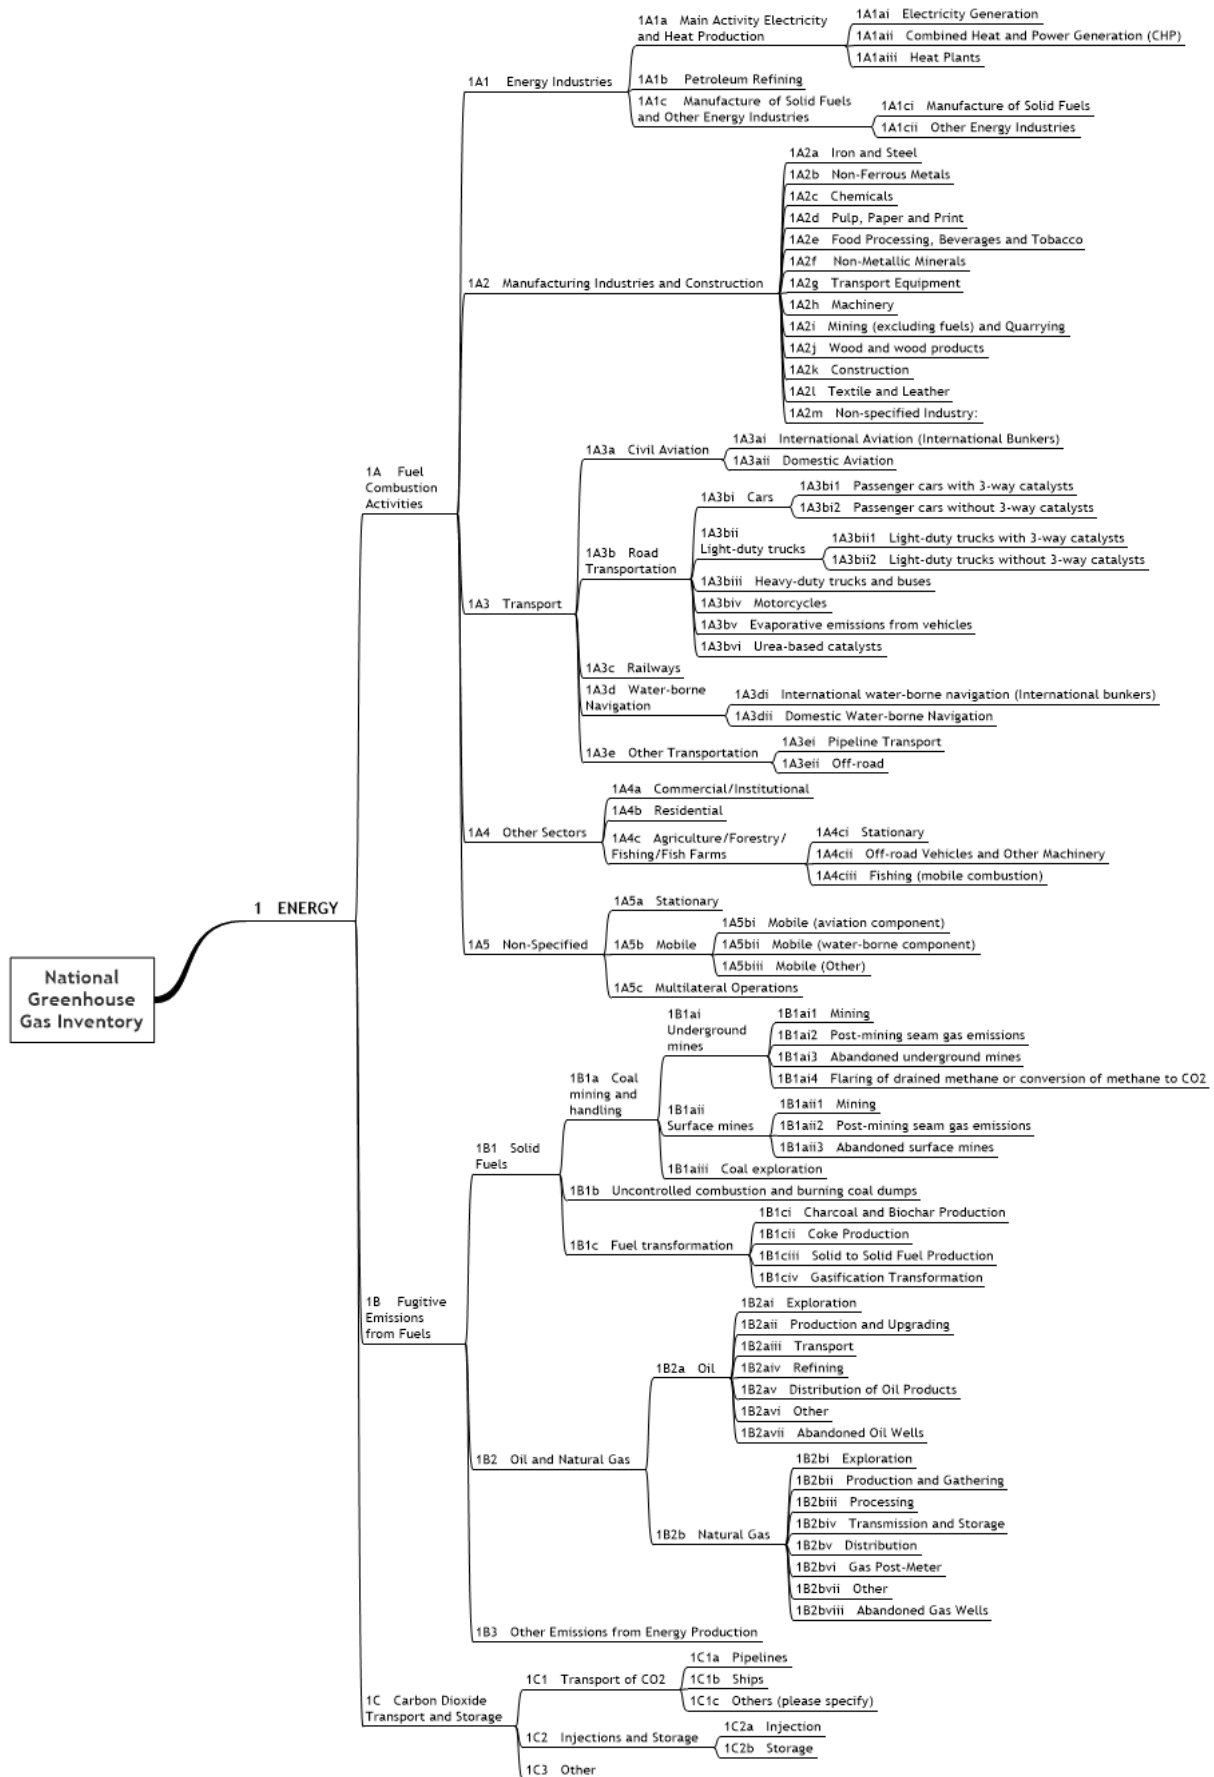 National
Greenhouse
Gas Inventory
1 ENERGY
1A Fuel
Combustion
Activities
1A1 Energy Industries
1A1a Main Activity Electricity
and Heat Production
1A1ai Electricity Generation
1A1aii Combined Heat and Power Generation (CHP)
1A1aiii Heat Plants
1A1b Petroleum Refining
1A1c Manufacture of Solid Fuels
and Other Energy Industries
1A1ci Manufacture of Solid Fuels
1A1cii Other Energy Industries
1A2 Manufacturing Industries and Construction
1A2a Iron and Steel
1A2b Non-Ferrous Metals
1A2c Chemicals
1A2d Pulp, Paper and Print
1A2e Food Processing, Beverages and Tobacco
1A2f Non-Metallic Minerals
1A2g Transport Equipment
1A2h Machinery
1A2i Mining (excluding fuels) and Quarrying
1A2j Wood and wood products
1A2k Construction
1A2l Textile and Leather
1A2m Non-specified Industry:
1A3 Transport
1A3a Civil Aviation
1A3ai International Aviation (International Bunkers)
1A3aii Domestic Aviation
1A3b Road
Transportation
1A3bi Cars
1A3bi1 Passenger cars with 3-way catalysts
1A3bi2 Passenger cars without 3-way catalysts
1A3bii
Light-duty trucks
1A3bii1 Light-duty trucks with 3-way catalysts
1A3bii2 Light-duty trucks without 3-way catalysts
1A3biii Heavy-duty trucks and buses
1A3biv Motorcycles
1A3bv Evaporative emissions from vehicles
1A3bvi Urea-based catalysts
1A3c Railways
1A3d Water-borne
Navigation
1A3di International water-borne navigation (International bunkers)
1A3dii Domestic Water-borne Navigation
1A3e Other Transportation
1A3ei Pipeline Transport
1A3eii Off-road
1A4 Other Sectors
1A4a Commercial/Institutional
1A4b Residential
1A4c Agriculture/Forestry/
Fishing/Fish Farms
1A4ci Stationary
1A4cii Off-road Vehicles and Other Machinery
1A4ciii Fishing (mobile combustion)
1A5 Non-Specified
1A5a Stationary
1A5b Mobile
1A5bi Mobile (aviation component)
1A5bii Mobile (water-borne component)
1A5biii Mobile (Other)
1A5c Multilateral Operations
1B Fugitive
Emissions
from Fuels
1B1 Solid
Fuels
1B1a Coal
mining and
handling
1B1ai
Underground
mines
1B1ai1 Mining
1B1ai2 Post-mining seam gas emissions
1B1ai3 Abandoned underground mines
1B1ai4 Flaring of drained methane or conversion of methane to CO2
1B1aii
Surface mines
1B1aii1 Mining
1B1aii2 Post-mining seam gas emissions
1B1aii3 Abandoned surface mines
1B1aiii Coal exploration
1B1b Uncontrolled combustion and burning coal dumps
1B1c Fuel transformation
1B1ci Charcoal and Biochar Production
1B1cii Coke Production
1B1ciii Solid to Solid Fuel Production
1B1civ Gasification Transformation
1B2 Oil and Natural Gas
1B2a Oil
1B2ai Exploration
1B2aii Production and Upgrading
1B2aiii Transport
1B2aiv Refining
1B2av Distribution of Oil Products
1B2avi Other
1B2avii Abandoned Oil Wells
1B2b Natural Gas
1B2bi Exploration
1B2bii Production and Gathering
1B2biii Processing
1B2biv Transmission and Storage
1B2bv Distribution
1B2bvi Gas Post-Meter
1B2bvii Other
1B2bviii Abandoned Gas Wells
1B3 Other Emissions from Energy Production
1C Carbon Dioxide
Transport and Storage
1C1 Transport of CO2
1C1a Pipelines
1C1b Ships
1C1c Others (please specify)
1C2 Injections and Storage
1C2a Injection
1C2b Storage
1C3 Other